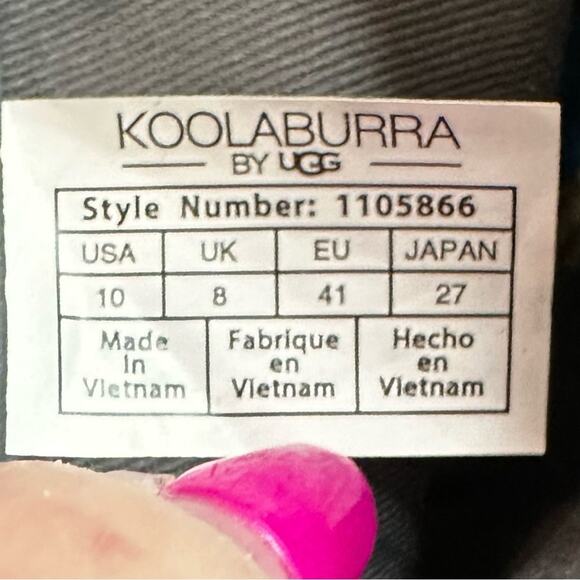 KOOLABURRA
BY UGG
Style Number: 1105866
USA UK EU JAPAN
10 8 41 27
Made Fabrique Hecho
in en en
Vietnam Vietnam Vietnam